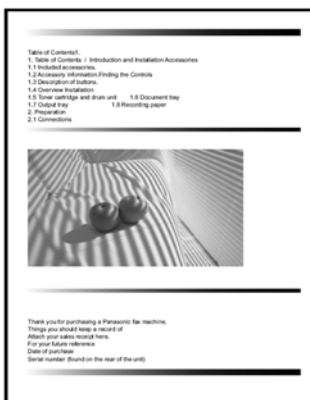 Table of Contents/1.
1. Table of Contents / Introduction and Installation Accessories
1.1 Included accessories.
1.2 Accessory information,Finding the Controls
1.3 Description of buttons.
1.4 Overview Installation
1.5 Toner cartridge and drum unit 1.6 Document tray
1.7 Output tray 1.8 Recording paper
2. Preparation
2.1 Connections
Thank you for purchasing a Panasonic fax machine.
Things you should keep a record of
Attach your sales receipt here.
For your future reference
Date of purchase
Serial number (found on the rear of the unit)